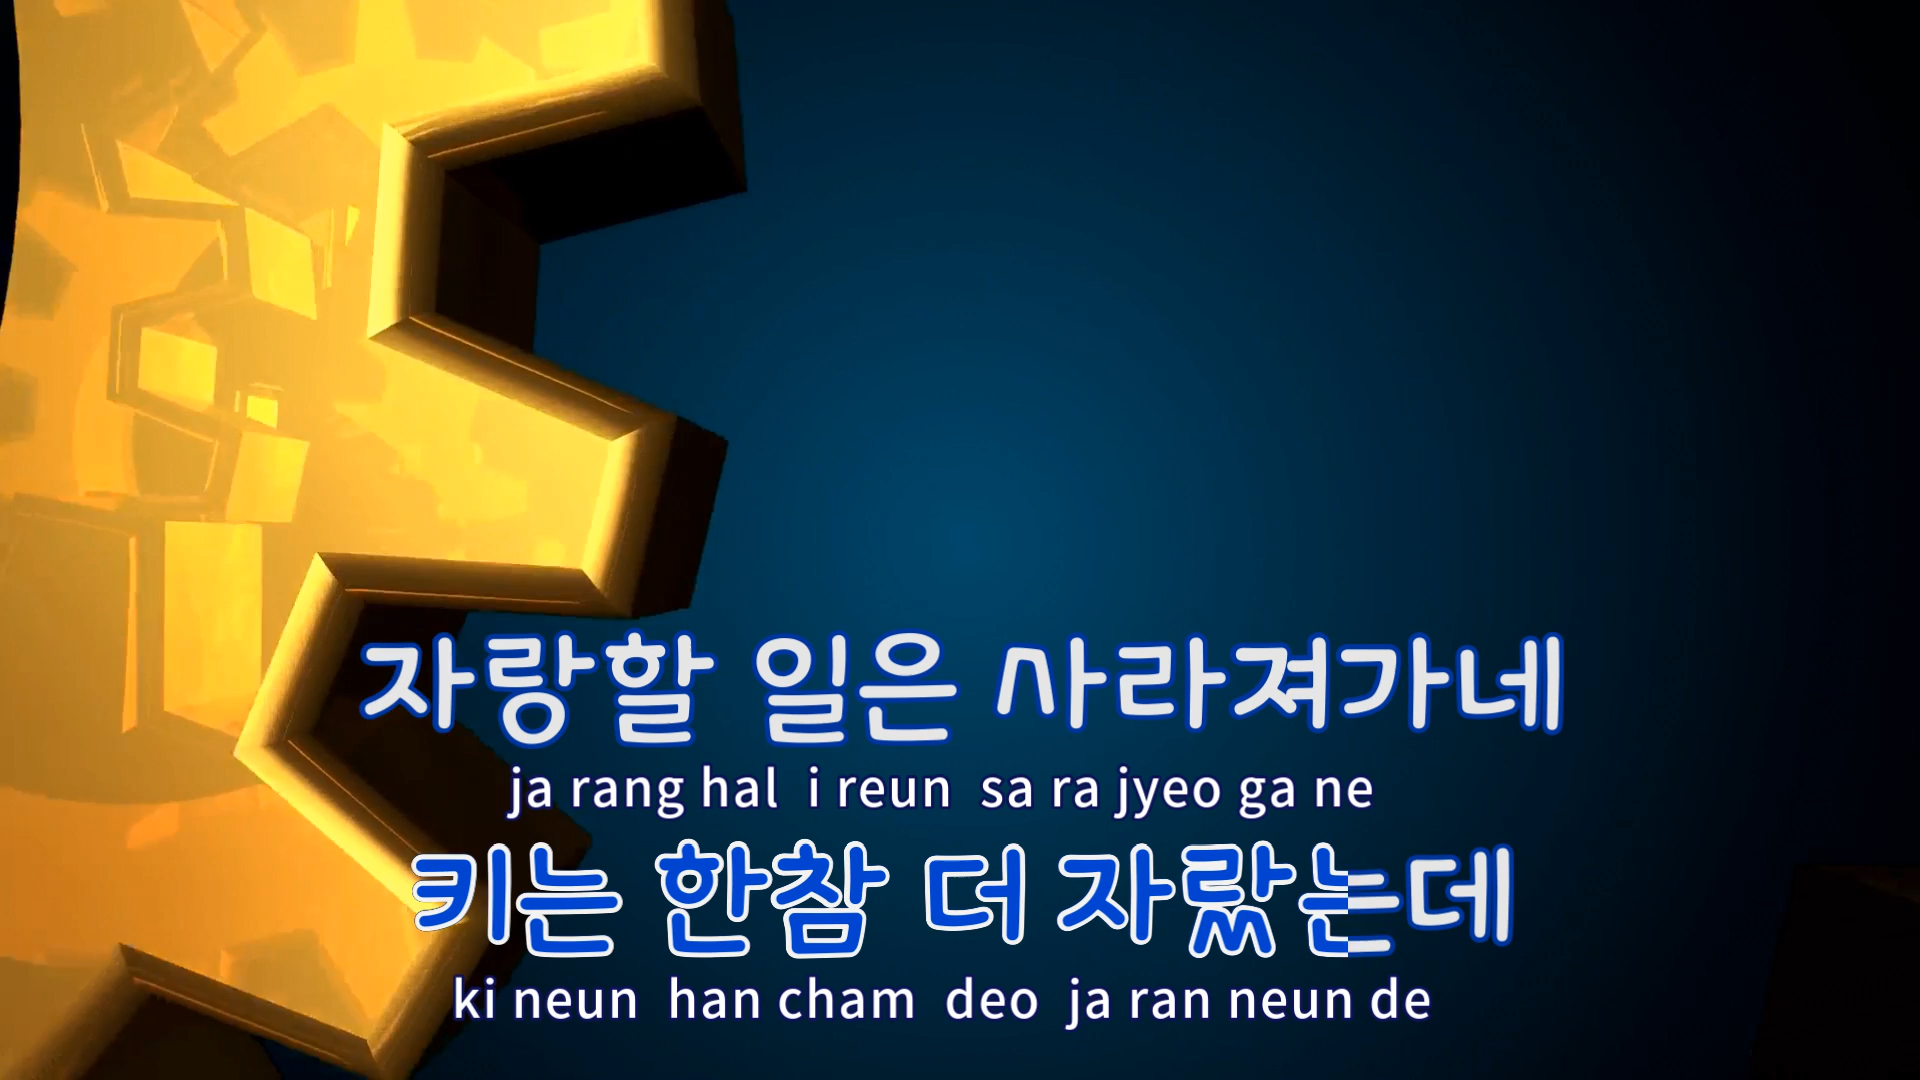 자랑할 일은 사라져가네
ja rang hal i reun sa ra jyeo ga ne
키는 한참 더 자랐는데
ki neun han cham deo ja ran neun de